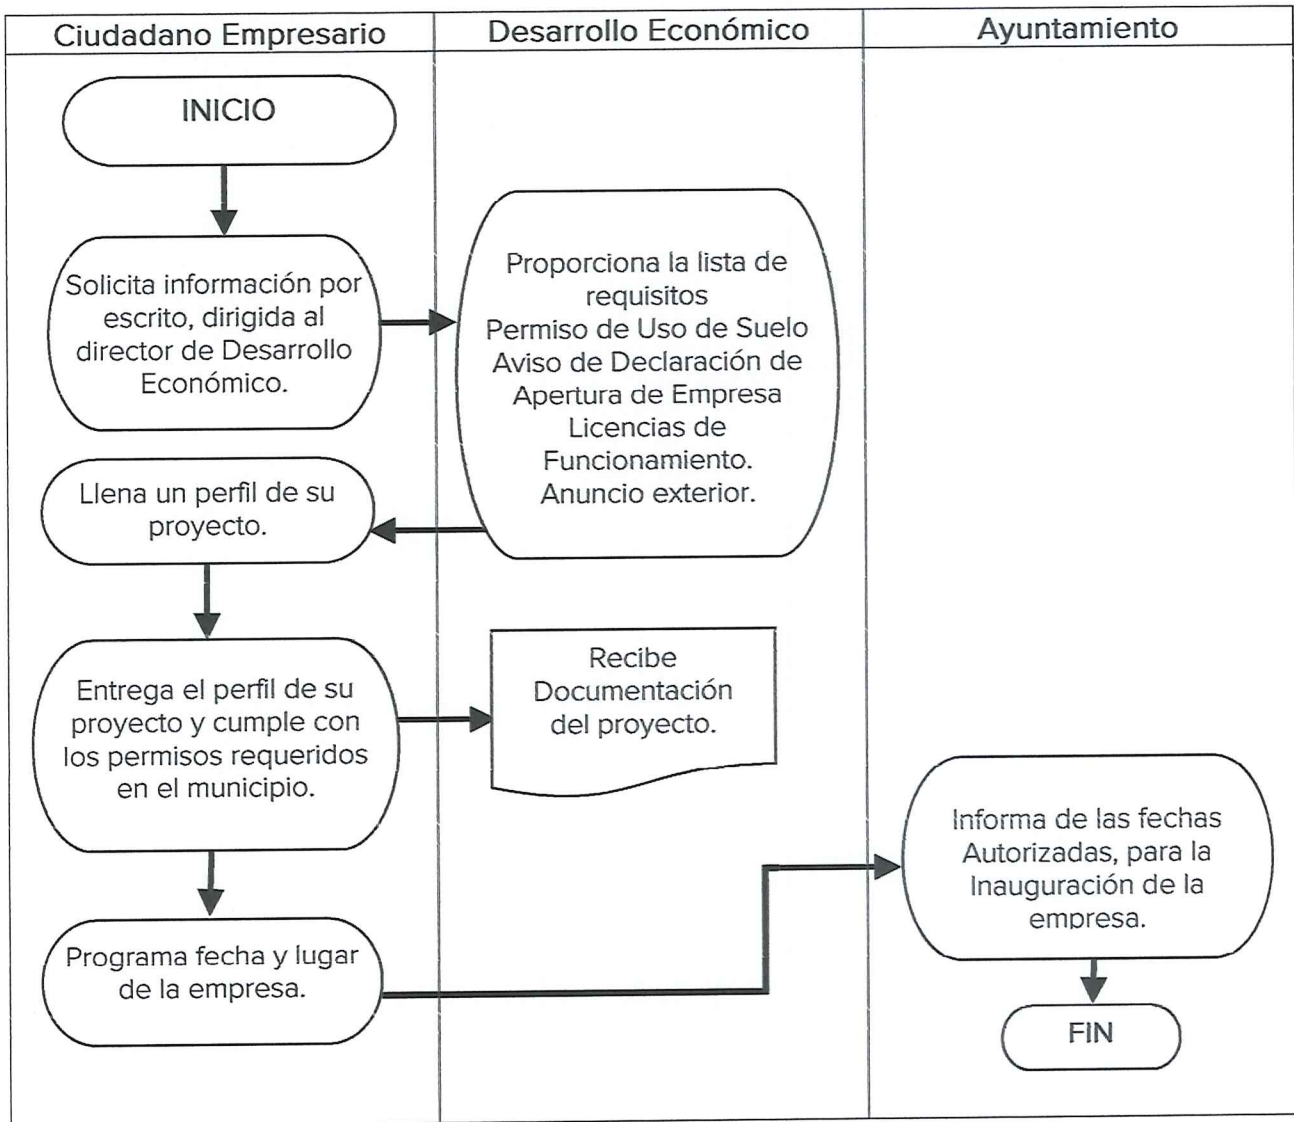 Ciudadano Empresario
Desarrollo Económico
Ayuntamiento
INICIO
Solicita información por
escrito, dirigida al
director de Desarrollo
Económico.
Proporciona la lista de
requisitos
Permiso de Uso de Suelo
Aviso de Declaración de
Apertura de Empresa
Licencias de
Funcionamiento.
Anuncio exterior.
Llena un perfil de su
proyecto.
Entrega el perfil de su
proyecto y cumple con
los permisos requeridos
en el municipio.
Recibe
Documentación
del proyecto.
Programa fecha y lugar
de la empresa.
Informa de las fechas
Autorizadas, para la
Inauguración de la
empresa.
FIN